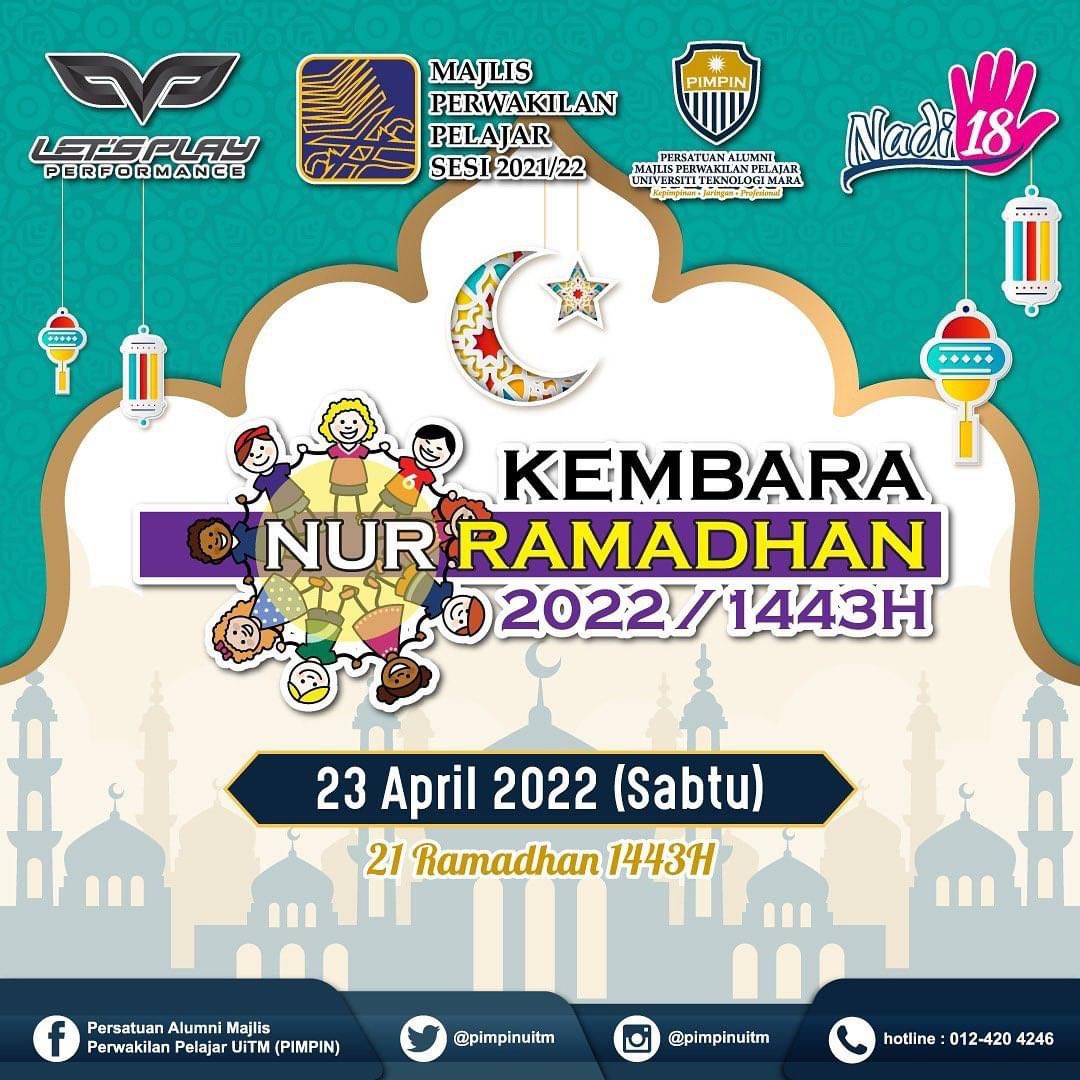 LET'S PLAY
PERFORMANCE
MAJLIS
PERWAKILAN
PELAJAR
SESI 2021/22
PIMPIN
PERSATUAN ALUMNI
MAJLIS PERWAKILAN PELAJAR
UNIVERSITI TEKNOLOGI MARA
Kepimpinan • Jaringan • Profesional
Nadi 18
KEMBARA
NUR RAMADHAN
2022 / 1443H
6
23 April 2022 (Sabtu)
21 Ramadhan 1443H
Persatuan Alumni Majlis
Perwakilan Pelajar UiTM (PIMPIN)
@pimpinuitm
@pimpinuitm
hotline : 012-420 4246